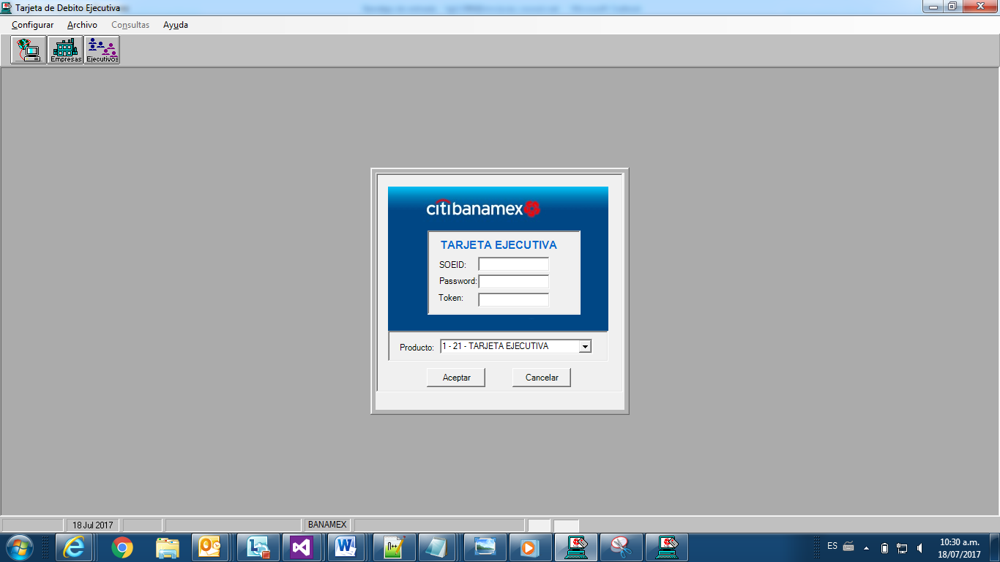 Tarjeta de Debito Ejecutiva
Configurar Archivo Consultas Ayuda
Empresas Ejecutivos
citibanamex
TARJETA EJECUTIVA
SOEID:
Password:
Token:
Producto: 1 - 21 - TARJETA EJECUTIVA
Aceptar Cancelar
18 Jul 2017 BANAMEX
ES 10:30 a.m.
18/07/2017